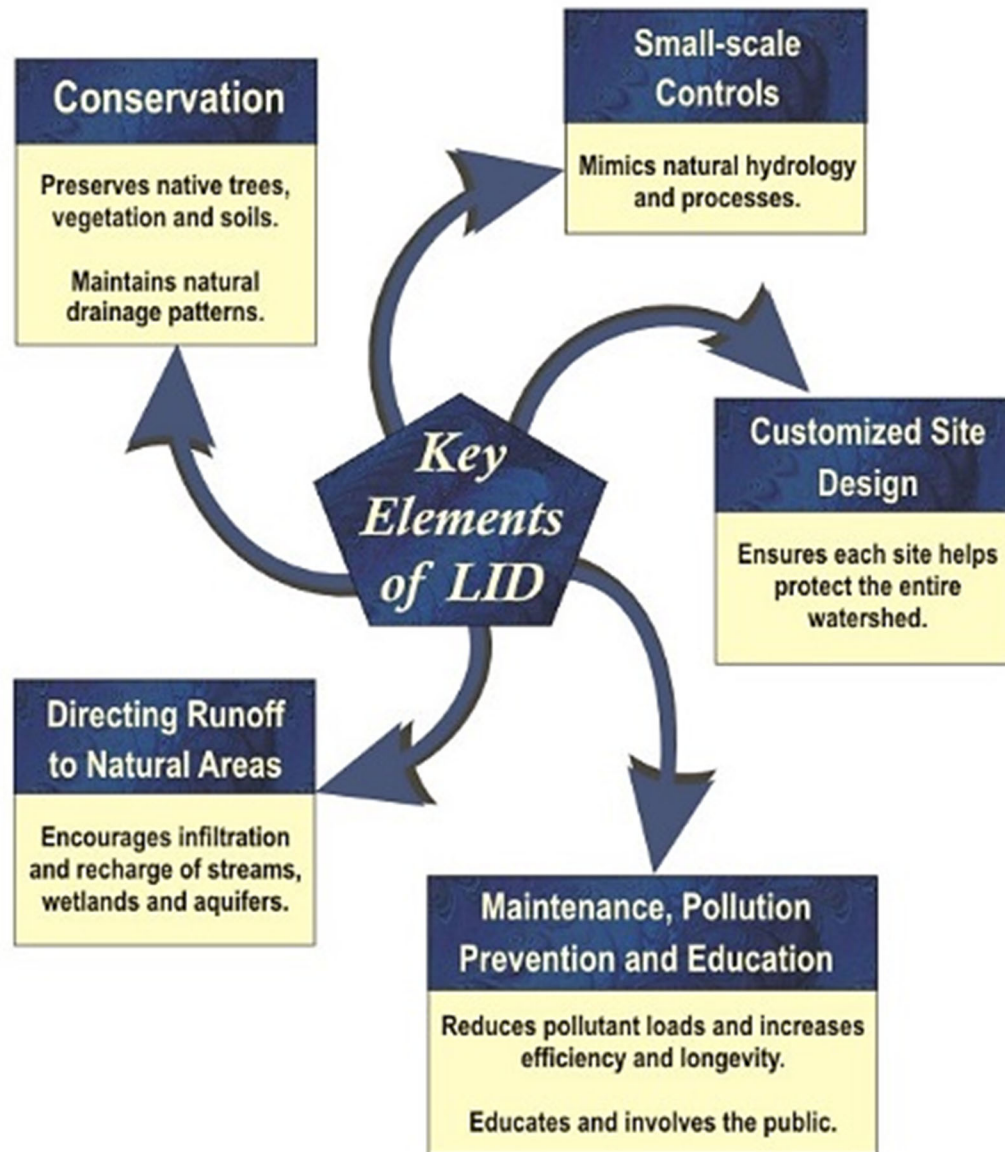 Conservation
Preserves native trees,
vegetation and soils.
Maintains natural
drainage patterns.
Small-scale
Controls
Mimics natural hydrology
and processes.
Key
Elements
of LID
Customized Site
Design
Ensures each site helps
protect the entire
watershed.
Directing Runoff
to Natural Areas
Encourages infiltration
and recharge of streams,
wetlands and aquifers.
Maintenance, Pollution
Prevention and Education
Reduces pollutant loads and increases
efficiency and longevity.
Educates and involves the public.